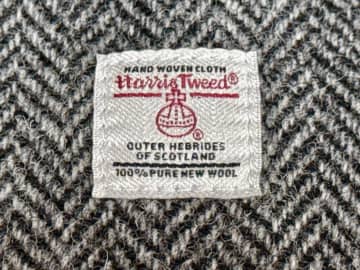 HAND WOVEN CLOTH
Harris Tweed®
®
OUTER HEBRIDES
OF SCOTLAND
100% PURE NEW WOOL